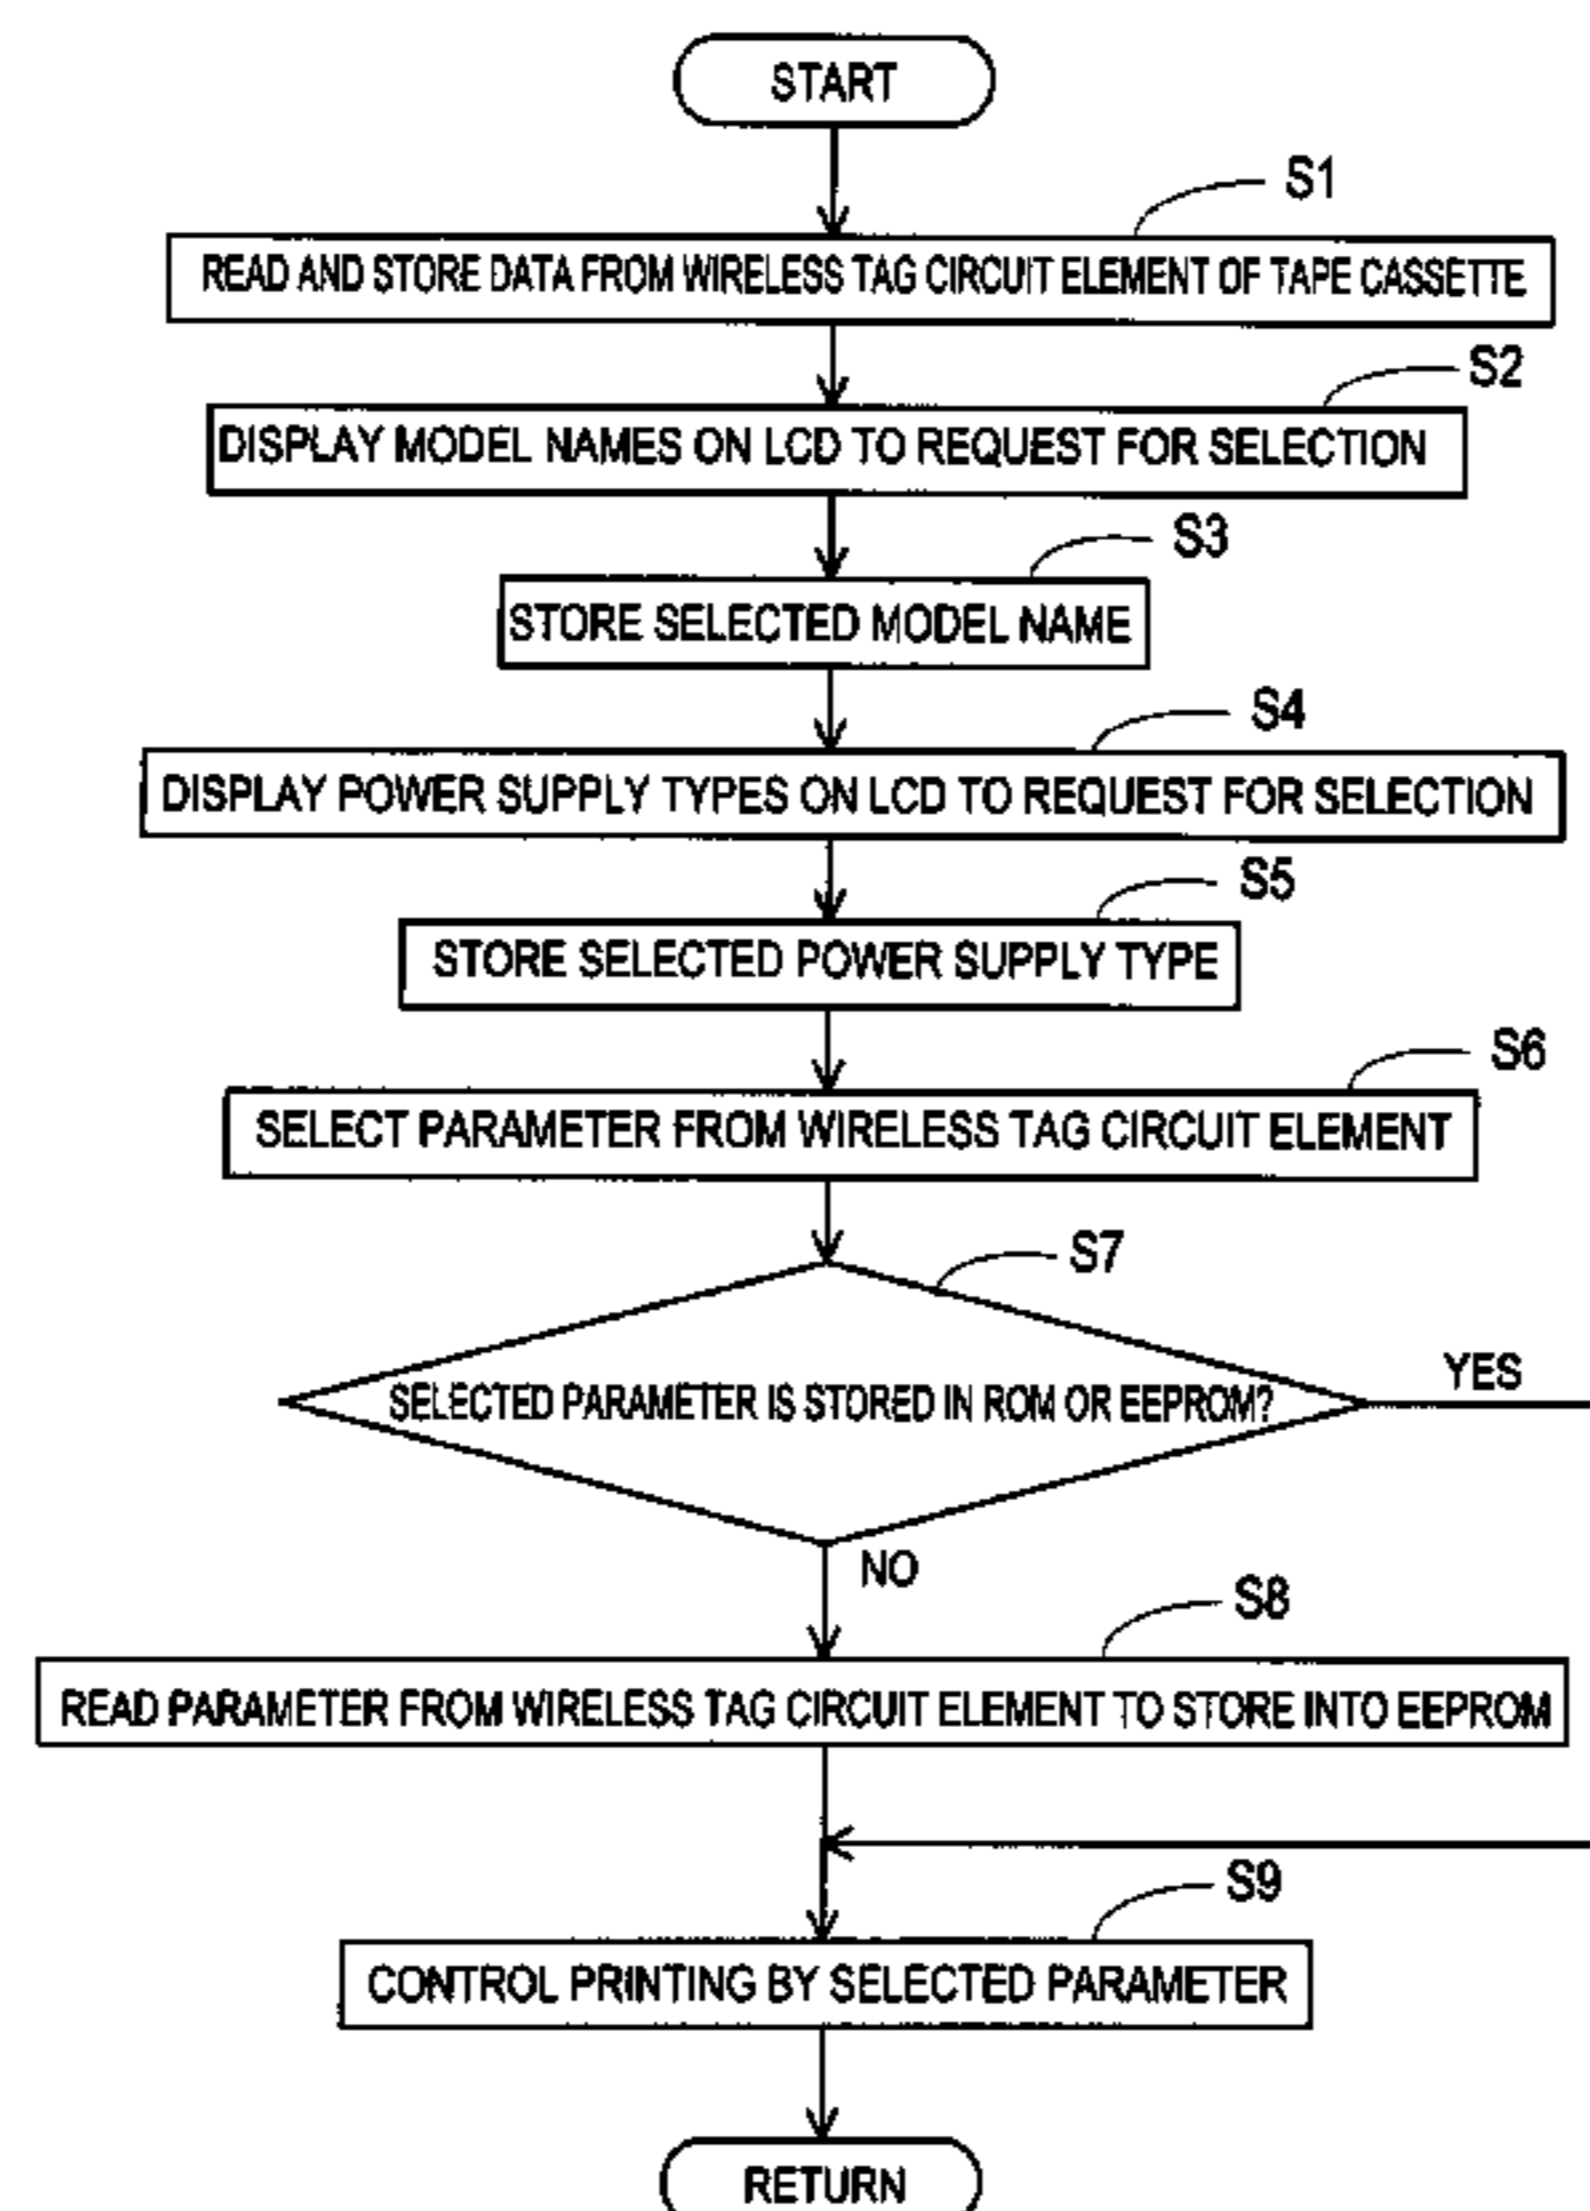 START
S1
READ AND STORE DATA FROM WIRELESS TAG CIRCUIT ELEMENT OF TAPE CASSETTE
S2
DISPLAY MODEL NAMES ON LCD TO REQUEST FOR SELECTION
S3
STORE SELECTED MODEL NAME
S4
DISPLAY POWER SUPPLY TYPES ON LCD TO REQUEST FOR SELECTION
S5
STORE SELECTED POWER SUPPLY TYPE
S6
SELECT PARAMETER FROM WIRELESS TAG CIRCUIT ELEMENT
S7
SELECTED PARAMETER IS STORED IN ROM OR EEPROM?
YES
NO
S8
READ PARAMETER FROM WIRELESS TAG CIRCUIT ELEMENT TO STORE INTO EEPROM
S9
CONTROL PRINTING BY SELECTED PARAMETER
RETURN